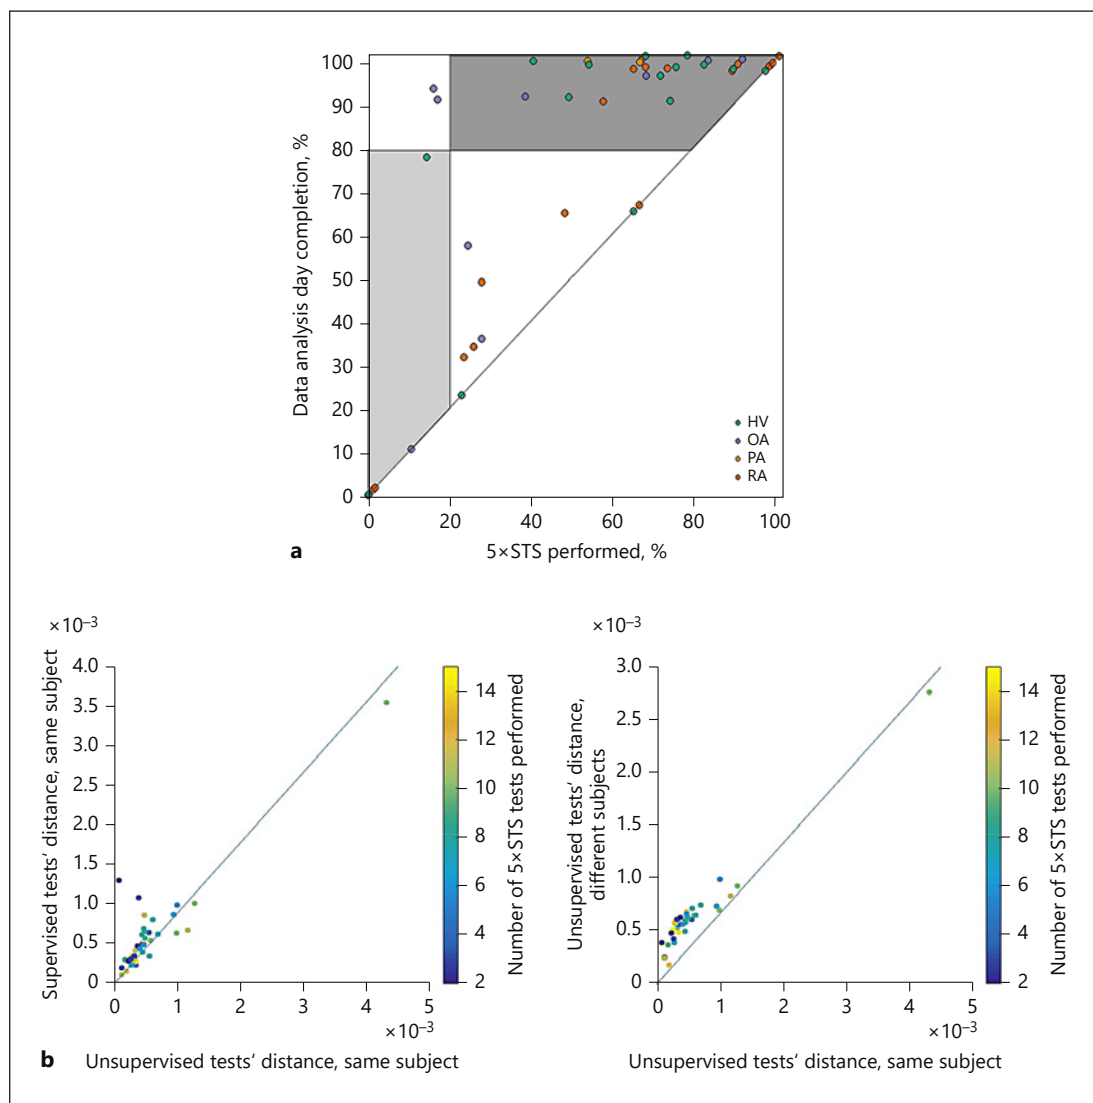 100
90
80
70
60
50
40
30
20
10
0
Data analysis day completion, %
HV
OA
PA
RA
0 20 40 60 80 100
5×STS performed, %
a
×10–3
4.0
3.5
3.0
2.5
2.0
1.5
1.0
0.5
0
Supervised tests‘ distance, same subject
0 1 2 3 4 5
×10–3
14
12
10
8
6
4
2
Number of 5×STS tests performed
×10–3
3.0
2.5
2.0
1.5
1.0
0.5
0
Unsupervised tests‘ distance,
different subjects
0 1 2 3 4 5
×10–3
14
12
10
8
6
4
2
Number of 5×STS tests performed
b
Unsupervised tests‘ distance, same subject
Unsupervised tests‘ distance, same subject